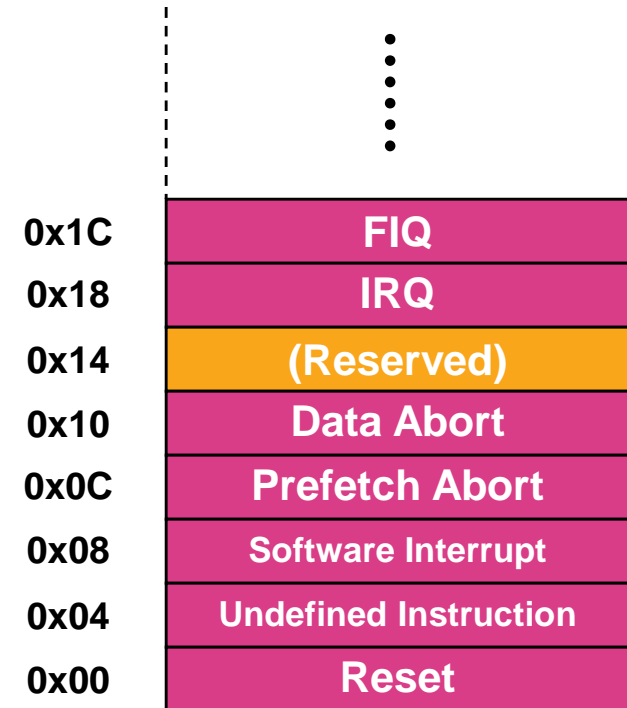 0x1C FIQ
0x18 IRQ
0x14 (Reserved)
0x10 Data Abort
0x0C Prefetch Abort
0x08 Software Interrupt
0x04 Undefined Instruction
0x00 Reset